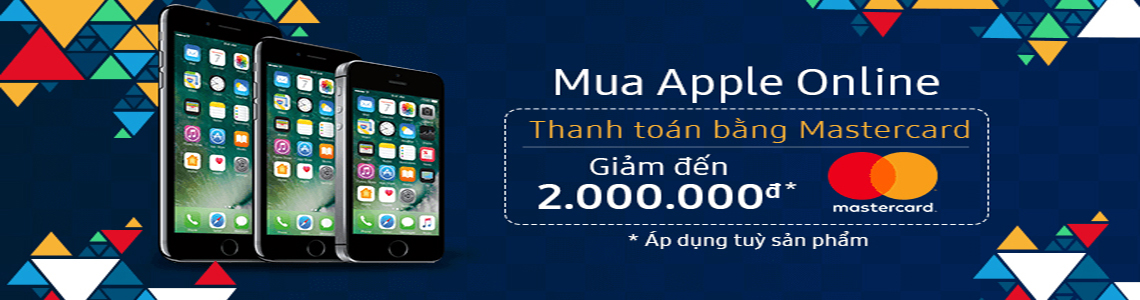 Mua Apple Online
Thanh toán bằng Mastercard
Giảm đến
2.000.000đ*
mastercard.
* Áp dụng tuỳ sản phẩm